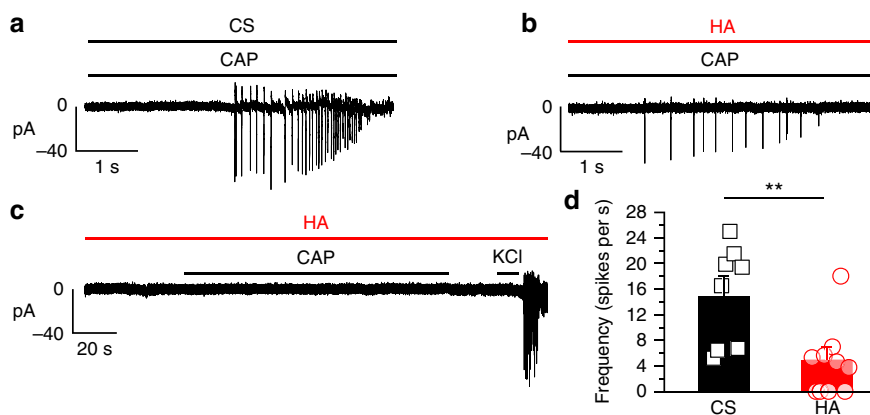 a
CS
CAP
0
pA
–40
1 s
b
HA
CAP
0
pA
–40
1 s
c
HA
CAP
KCl
0
pA
–40
20 s
d
**
Frequency (spikes per s)
28
24
20
16
12
8
4
0
CS
HA